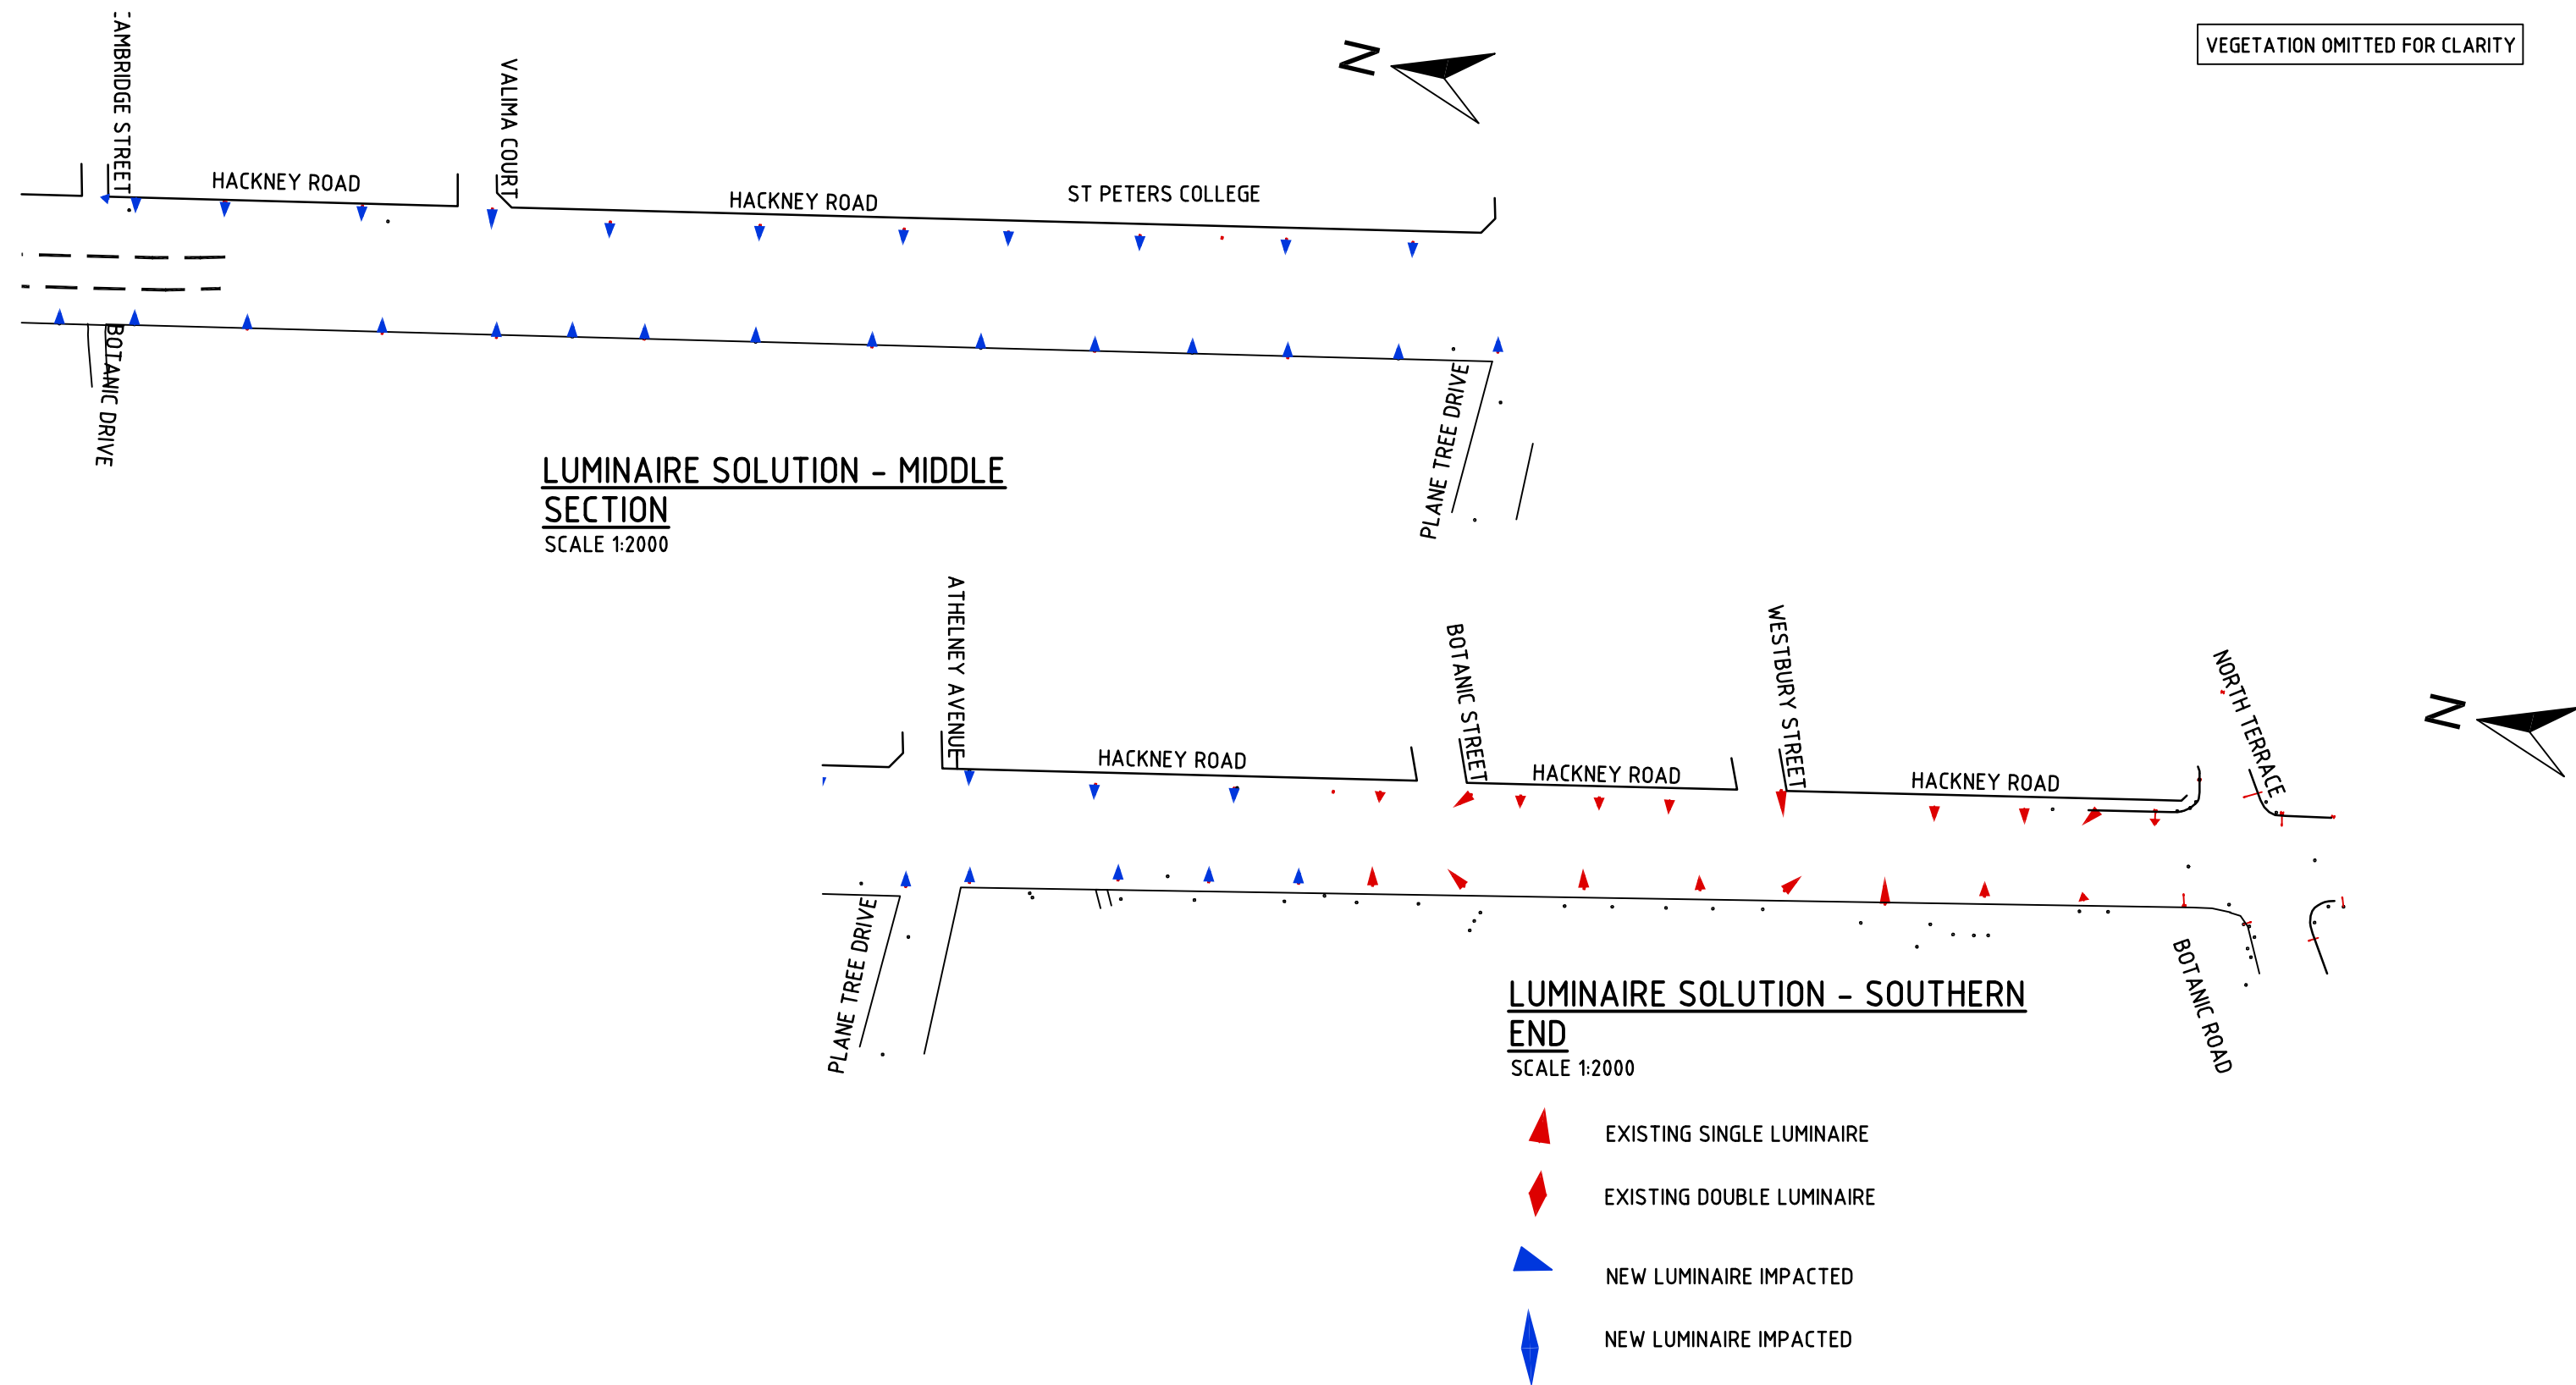 VEGETATION OMITTED FOR CLARITY
N
AMBRIDGE STREET
VALIMA COURT
HACKNEY ROAD
HACKNEY ROAD
ST PETERS COLLEGE
BOTANIC DRIVE
PLANE TREE DRIVE
LUMINAIRE SOLUTION – MIDDLE
SECTION
SCALE 1:2000
ATHELNEY AVENUE
BOTANIC STREET
WESTBURY STREET
NORTH TERRACE
N
HACKNEY ROAD
HACKNEY ROAD
HACKNEY ROAD
PLANE TREE DRIVE
BOTANIC ROAD
LUMINAIRE SOLUTION – SOUTHERN
END
SCALE 1:2000
EXISTING SINGLE LUMINAIRE
EXISTING DOUBLE LUMINAIRE
NEW LUMINAIRE IMPACTED
NEW LUMINAIRE IMPACTED